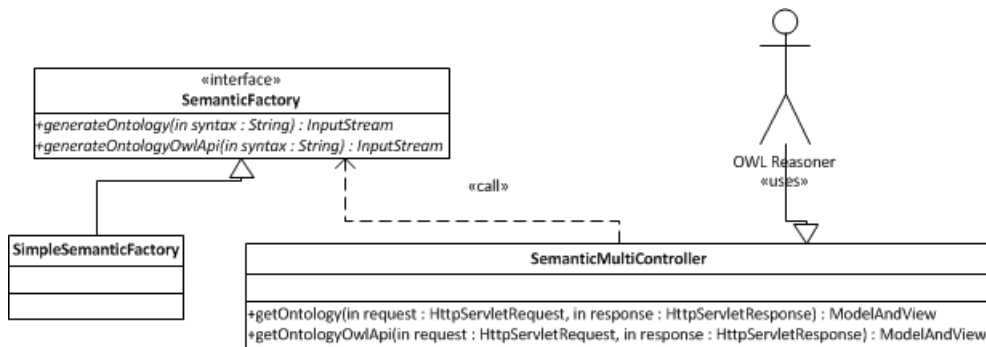 «interface»
SemanticFactory
+generateOntology(in syntax : String) : InputStream
+generateOntologyOwlApi(in syntax : String) : InputStream
OWL Reasoner
«uses»
«call»
SimpleSemanticFactory
SemanticMultiController
+getOntology(in request : HttpServletRequest, in response : HttpServletResponse) : ModelAndView
+getOntologyOwlApi(in request : HttpServletRequest, in response : HttpServletResponse) : ModelAndView